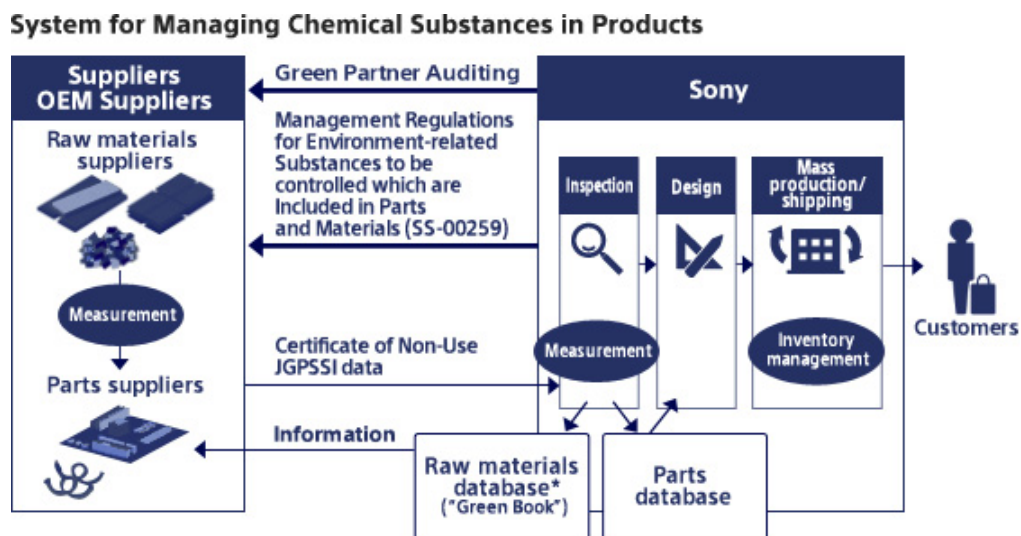 System for Managing Chemical Substances in Products
Suppliers
OEM Suppliers
Raw materials
suppliers
Measurement
Parts suppliers
Green Partner Auditing
Management Regulations
for Environment-related
Substances to be
controlled which are
Included in Parts
and Materials (SS-00259)
Certificate of Non-Use
JGPSSI data
Information
Sony
Inspection
Measurement
Design
Mass
production/
shipping
Inventory
management
Customers
Raw materials
database*
("Green Book")
Parts
database